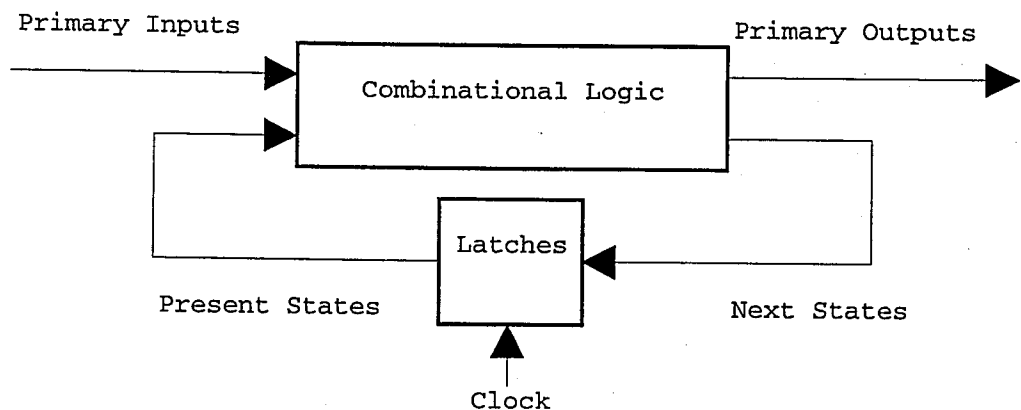 Primary Inputs
Primary Outputs
Combinational Logic
Latches
Present States
Next States
Clock